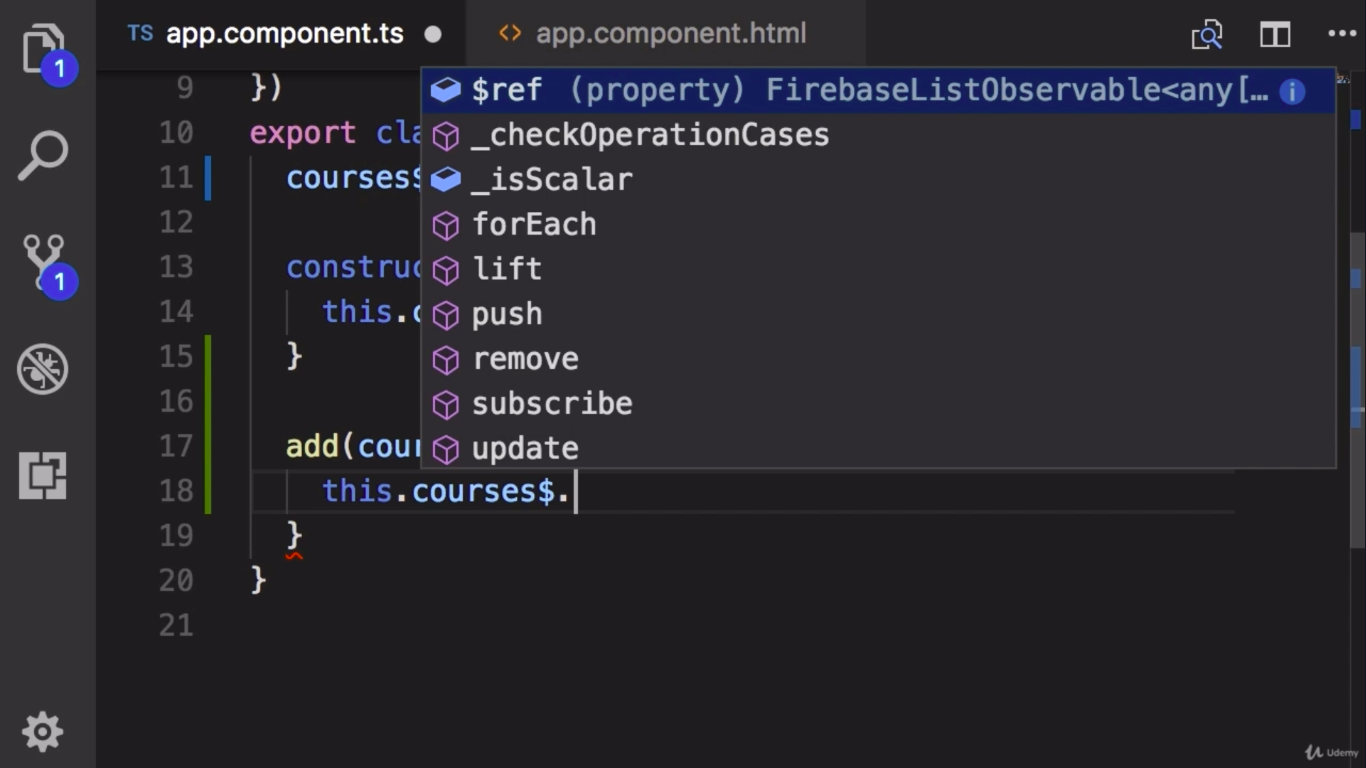 TS app.component.ts
<> app.component.html
1
1
9 })
10 export cla
11 courses$
12
13 construc
14 this.c
15 }
16
17 add(cour
18 this.courses$.
19 }
20 }
21
$ref (property) FirebaseListObservable<any[…
_checkOperationCases
_isScalar
forEach
lift
push
remove
subscribe
update
Udemy